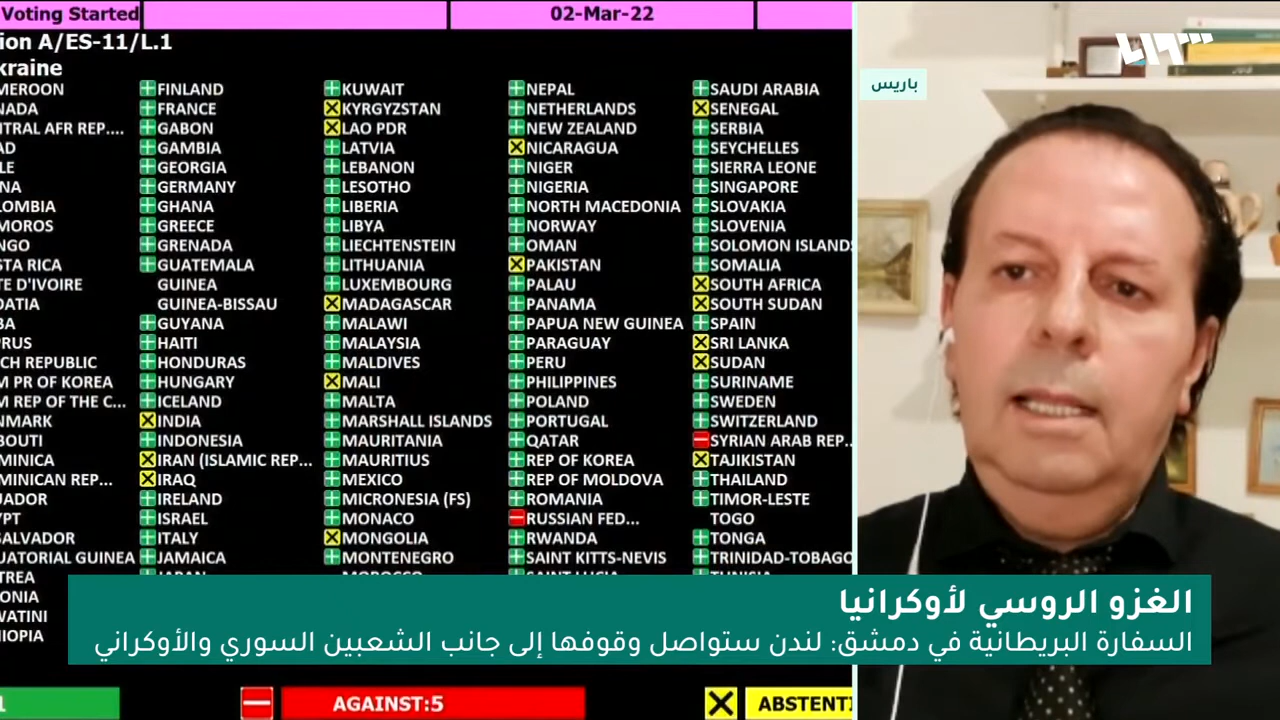 Voting Started
02-Mar-22
ion A/ES-11/L.1
kraine
MEROON
NADA
NTRAL AFR REP....
AD
LE
NA
LOMBIA
MOROS
NGO
STA RICA
TE D'IVOIRE
OATIA
BA
PRUS
CH REPUBLIC
M PR OF KOREA
M REP OF THE C...
NMARK
BOUTI
MINICA
MINICAN REP...
UADOR
YPT
SALVADOR
UATORIAL GUINEA
TREA
ONIA
WATINI
HIOPIA
FINLAND
FRANCE
GABON
GAMBIA
GEORGIA
GERMANY
GHANA
GREECE
GRENADA
GUATEMALA
GUINEA
GUINEA-BISSAU
GUYANA
HAITI
HONDURAS
HUNGARY
ICELAND
INDIA
INDONESIA
IRAN (ISLAMIC REP...
IRAQ
IRELAND
ISRAEL
ITALY
JAMAICA
JAPAN
KUWAIT
KYRGYZSTAN
LAO PDR
LATVIA
LEBANON
LESOTHO
LIBERIA
LIBYA
LIECHTENSTEIN
LITHUANIA
LUXEMBOURG
MADAGASCAR
MALAWI
MALAYSIA
MALDIVES
MALI
MALTA
MARSHALL ISLANDS
MAURITANIA
MAURITIUS
MEXICO
MICRONESIA (FS)
MONACO
MONGOLIA
MONTENEGRO
MOROCCO
NEPAL
NETHERLANDS
NEW ZEALAND
NICARAGUA
NIGER
NIGERIA
NORTH MACEDONIA
NORWAY
OMAN
PAKISTAN
PALAU
PANAMA
PAPUA NEW GUINEA
PARAGUAY
PERU
PHILIPPINES
POLAND
PORTUGAL
QATAR
REP OF KOREA
REP OF MOLDOVA
ROMANIA
RUSSIAN FED...
RWANDA
SAINT KITTS-NEVIS
SAINT LUCIA
SAUDI ARABIA
SENEGAL
SERBIA
SEYCHELLES
SIERRA LEONE
SINGAPORE
SLOVAKIA
SLOVENIA
SOLOMON ISLANDS
SOMALIA
SOUTH AFRICA
SOUTH SUDAN
SPAIN
SRI LANKA
SUDAN
SURINAME
SWEDEN
SWITZERLAND
SYRIAN ARAB REP..
TAJIKISTAN
THAILAND
TIMOR-LESTE
TOGO
TONGA
TRINIDAD-TOBAGO
TUNISIA
1
AGAINST:5
ABSTENTI
باريس
الغزو الروسي لأوكرانيا
السفارة البريطانية في دمشق: لندن ستواصل وقوفها إلى جانب الشعبين السوري والأوكراني